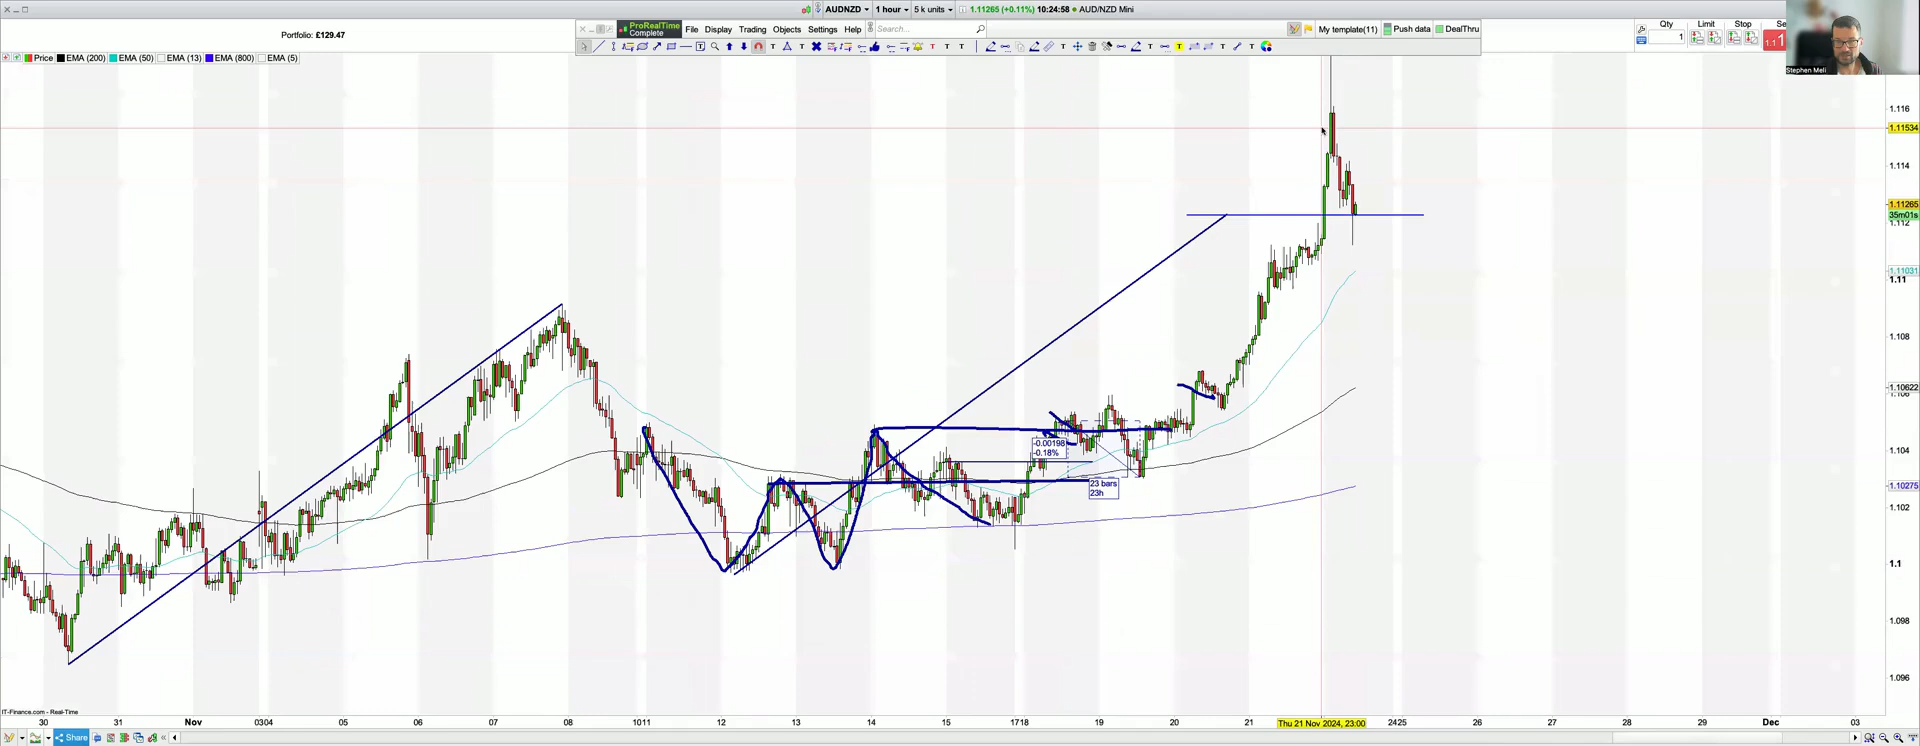 AUDNZD 1 hour 5 k units 1.11265 (+0.11%) 10:24:58 AUD/NZD Mini
Portfolio: £129.47
ProRealTime
Complete
File Display Trading Objects Settings Help Search... My template(11) Push data DealThru
Qty Limit Stop
1
1.1 1
Stephen Meli
Price EMA (200) EMA (50) EMA (13) EMA (800) EMA (5)
1.116
1.11534
1.114
1.11265
35m01s
1.112
1.11031
1.11
1.108
1.10622
1.106
1.104
1.10275
1.102
1.1
1.098
1.096
-0.00198
-0.18%
23 bars
23h
IT-Finance.com - Real-Time
30 31 Nov 0304 05 06 07 08 1011 12 13 14 15 1718 19 20 21 Thu 21 Nov 2024, 23:00 2425 26 27 28 29 Dec 03
Share